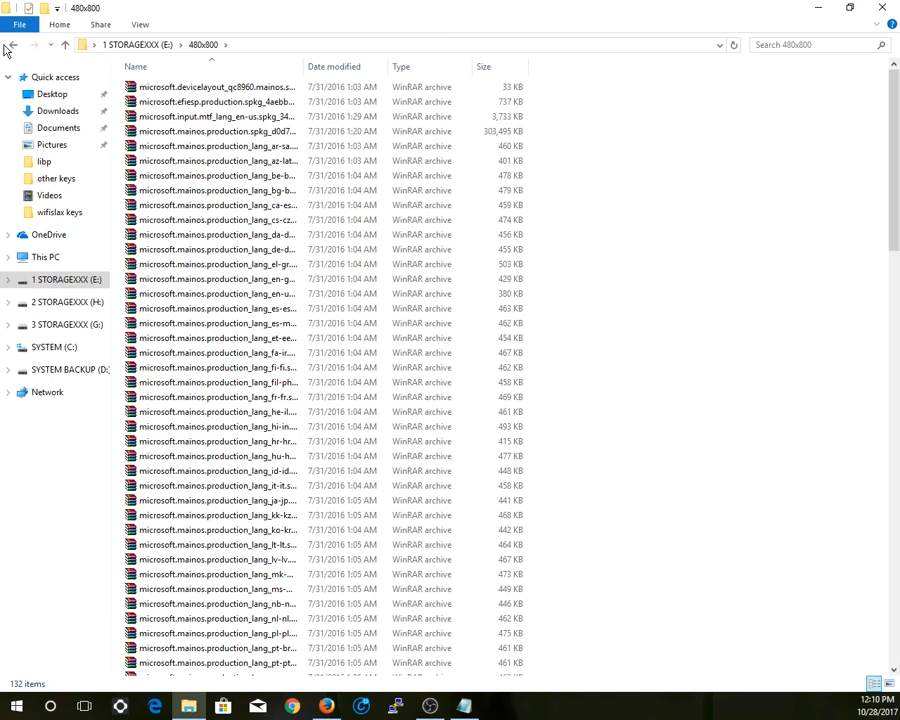 480x800
File Home Share View
1 STORAGEXXX (E:) 480x800
Search 480x800
Name Date modified Type Size
Quick access
Desktop
Downloads
Documents
Pictures
libp
other keys
Videos
wifislax keys
OneDrive
This PC
1 STORAGEXXX (E:)
2 STORAGEXXX (H:)
3 STORAGEXXX (G:)
SYSTEM (C:)
SYSTEM BACKUP (D:
Network
microsoft.devicelayout_qc8960.mainos.s... 7/31/2016 1:03 AM WinRAR archive 33 KB
microsoft.efiesp.production.spkg_4aebb... 7/31/2016 1:03 AM WinRAR archive 737 KB
microsoft.input.mtf_lang_en-us.spkg_34... 7/31/2016 1:29 AM WinRAR archive 3,733 KB
microsoft.mainos.production.spkg_d0d7... 7/31/2016 1:20 AM WinRAR archive 303,495 KB
microsoft.mainos.production_lang_ar-sa.... 7/31/2016 1:03 AM WinRAR archive 460 KB
microsoft.mainos.production_lang_az-lat... 7/31/2016 1:03 AM WinRAR archive 401 KB
microsoft.mainos.production_lang_be-b... 7/31/2016 1:04 AM WinRAR archive 478 KB
microsoft.mainos.production_lang_bg-b... 7/31/2016 1:04 AM WinRAR archive 479 KB
microsoft.mainos.production_lang_ca-es... 7/31/2016 1:04 AM WinRAR archive 459 KB
microsoft.mainos.production_lang_cs-cz... 7/31/2016 1:04 AM WinRAR archive 474 KB
microsoft.mainos.production_lang_da-d... 7/31/2016 1:04 AM WinRAR archive 456 KB
microsoft.mainos.production_lang_de-d... 7/31/2016 1:04 AM WinRAR archive 455 KB
microsoft.mainos.production_lang_el-gr.... 7/31/2016 1:04 AM WinRAR archive 503 KB
microsoft.mainos.production_lang_en-g... 7/31/2016 1:04 AM WinRAR archive 429 KB
microsoft.mainos.production_lang_en-u... 7/31/2016 1:04 AM WinRAR archive 380 KB
microsoft.mainos.production_lang_es-es... 7/31/2016 1:04 AM WinRAR archive 463 KB
microsoft.mainos.production_lang_es-m... 7/31/2016 1:04 AM WinRAR archive 462 KB
microsoft.mainos.production_lang_et-ee... 7/31/2016 1:04 AM WinRAR archive 454 KB
microsoft.mainos.production_lang_fa-ir.... 7/31/2016 1:04 AM WinRAR archive 467 KB
microsoft.mainos.production_lang_fi-fi.s... 7/31/2016 1:04 AM WinRAR archive 462 KB
microsoft.mainos.production_lang_fil-ph... 7/31/2016 1:04 AM WinRAR archive 458 KB
microsoft.mainos.production_lang_fr-fr.s... 7/31/2016 1:04 AM WinRAR archive 469 KB
microsoft.mainos.production_lang_he-il.... 7/31/2016 1:04 AM WinRAR archive 461 KB
microsoft.mainos.production_lang_hi-in.... 7/31/2016 1:04 AM WinRAR archive 493 KB
microsoft.mainos.production_lang_hr-hr... 7/31/2016 1:04 AM WinRAR archive 415 KB
microsoft.mainos.production_lang_hu-h... 7/31/2016 1:04 AM WinRAR archive 477 KB
microsoft.mainos.production_lang_id-id.... 7/31/2016 1:04 AM WinRAR archive 448 KB
microsoft.mainos.production_lang_it-it.s... 7/31/2016 1:04 AM WinRAR archive 458 KB
microsoft.mainos.production_lang_ja-jp.... 7/31/2016 1:05 AM WinRAR archive 441 KB
microsoft.mainos.production_lang_kk-kz... 7/31/2016 1:05 AM WinRAR archive 468 KB
microsoft.mainos.production_lang_ko-kr... 7/31/2016 1:04 AM WinRAR archive 442 KB
microsoft.mainos.production_lang_lt-lt.s... 7/31/2016 1:05 AM WinRAR archive 464 KB
microsoft.mainos.production_lang_lv-lv.... 7/31/2016 1:05 AM WinRAR archive 467 KB
microsoft.mainos.production_lang_mk-... 7/31/2016 1:05 AM WinRAR archive 473 KB
microsoft.mainos.production_lang_ms-... 7/31/2016 1:05 AM WinRAR archive 449 KB
microsoft.mainos.production_lang_nb-n... 7/31/2016 1:05 AM WinRAR archive 446 KB
microsoft.mainos.production_lang_nl-nl.... 7/31/2016 1:05 AM WinRAR archive 462 KB
microsoft.mainos.production_lang_pl-pl.... 7/31/2016 1:05 AM WinRAR archive 475 KB
microsoft.mainos.production_lang_pt-br... 7/31/2016 1:05 AM WinRAR archive 461 KB
microsoft.mainos.production_lang_pt-pt... 7/31/2016 1:05 AM WinRAR archive 461 KB
132 items
12:10 PM
10/28/2017